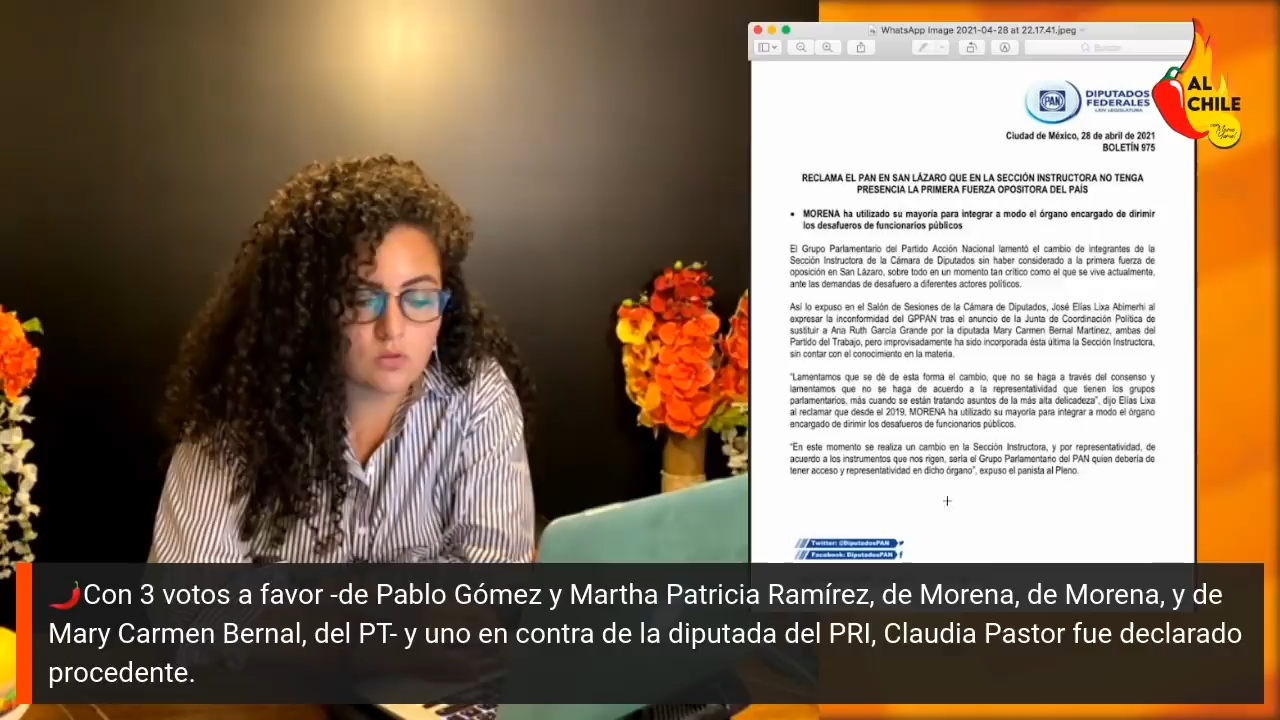 WhatsApp Image 2021-04-28 at 22.17.41.jpeg
Buscar
AL
CHILE
PAN
DIPUTADOS
FEDERALES
LXIV LEGISLATURA
Ciudad de México, 28 de abril de 2021
BOLETÍN 975
RECLAMA EL PAN EN SAN LÁZARO QUE EN LA SECCIÓN INSTRUCTORA NO TENGA
PRESENCIA LA PRIMERA FUERZA OPOSITORA DEL PAÍS
• MORENA ha utilizado su mayoría para integrar a modo el órgano encargado de dirimir
los desafueros de funcionarios públicos
El Grupo Parlamentario del Partido Acción Nacional lamentó el cambio de integrantes de la
Sección Instructora de la Cámara de Diputados sin haber considerado a la primera fuerza de
oposición en San Lázaro, sobre todo en un momento tan crítico como el que se vive actualmente,
ante las demandas de desafuero a diferentes actores políticos.
Así lo expuso en el Salón de Sesiones de la Cámara de Diputados, José Elías Lixa Abimerhi al
expresar la inconformidad del GPPAN tras el anuncio de la Junta de Coordinación Política de
sustituir a Ana Ruth García Grande por la diputada Mary Carmen Bernal Martínez, ambas del
Partido del Trabajo, pero improvisadamente ha sido incorporada ésta última la Sección Instructora,
sin contar con el conocimiento en la materia.
“Lamentamos que se dé de esta forma el cambio, que no se haga a través del consenso y
lamentamos que no se haga de acuerdo a la representatividad que tienen los grupos
parlamentarios, más cuando se están tratando asuntos de la más alta delicadeza”, dijo Elías Lixa
al reclamar que desde el 2019, MORENA ha utilizado su mayoría para integrar a modo el órgano
encargado de dirimir los desafueros de funcionarios públicos.
“En este momento se realiza un cambio en la Sección Instructora, y por representatividad, de
acuerdo a los instrumentos que nos rigen, sería el Grupo Parlamentario del PAN quien debería de
tener acceso y representatividad en dicho órgano”, expuso el panista al Pleno.
Twitter: @DiputadosPAN
Facebook: DiputadosPAN
Con 3 votos a favor -de Pablo Gómez y Martha Patricia Ramírez, de Morena, de Morena, y de
Mary Carmen Bernal, del PT- y uno en contra de la diputada del PRI, Claudia Pastor fue declarado
procedente.